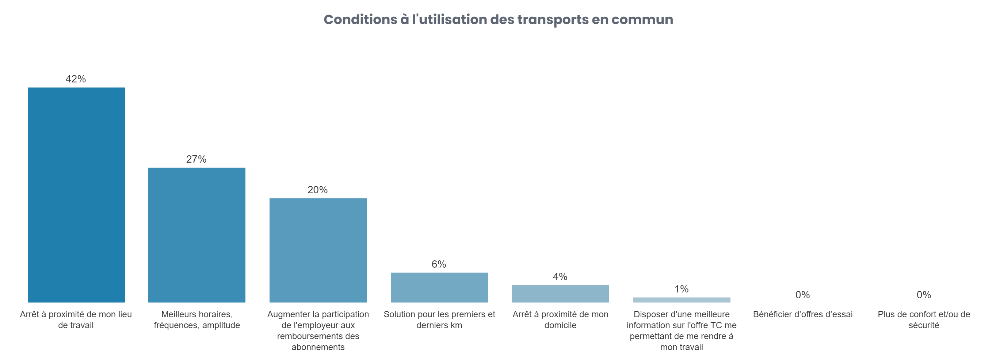 Conditions à l'utilisation des transports en commun
42%
27%
20%
6%
4%
1%
0%
0%
Arrêt à proximité de mon lieu
de travail
Meilleurs horaires,
fréquences, amplitude
Augmenter la participation
de l'employeur aux
remboursements des
abonnements
Solution pour les premiers et
derniers km
Arrêt à proximité de mon
domicile
Disposer d'une meilleure
information sur l'offre TC me
permettant de me rendre à
mon travail
Bénéficier d’offres d’essai
Plus de confort et/ou de
sécurité